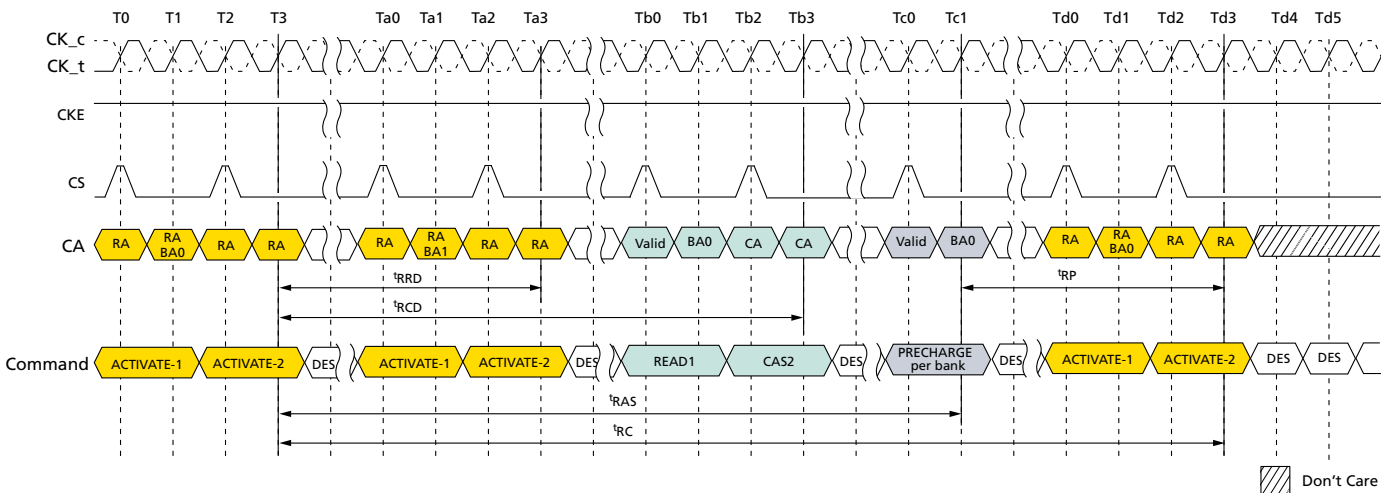 T0 T1 T2 T3 Ta0 Ta1 Ta2 Ta3 Tb0 Tb1 Tb2 Tb3 Tc0 Tc1 Td0 Td1 Td2 Td3 Td4 Td5
CK_c
CK_t
CKE
CS
CA RA RA BA0 RA RA RA RA BA1 RA RA Valid BA0 CA CA Valid BA0 RA RA BA0 RA RA
tRRD tRP
tRCD
Command ACTIVATE-1 ACTIVATE-2 DES ACTIVATE-1 ACTIVATE-2 DES READ1 CAS2 DES PRECHARGE per bank DES ACTIVATE-1 ACTIVATE-2 DES DES
tRAS
tRC
Don't Care